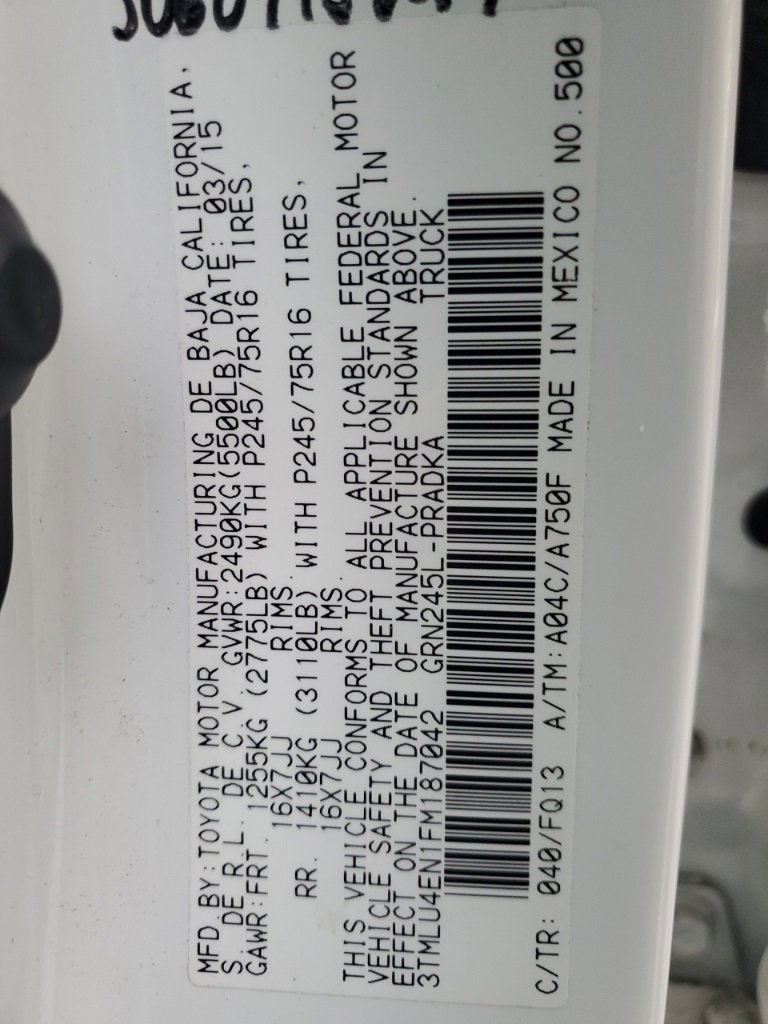 MFD.BY:TOYOTA MOTOR MANUFACTURING DE BAJA CALIFORNIA,
S. DE R.L. DE C.V. GVWR:2490KG(5500LB) DATE: 03/15
GAWR:FRT. 1255KG (2775LB) WITH P245/75R16 TIRES,
16X7JJ RIMS.
RR. 1410KG (3110LB) WITH P245/75R16 TIRES,
16X7JJ RIMS.
THIS VEHICLE CONFORMS TO ALL APPLICABLE FEDERAL MOTOR
VEHICLE SAFETY AND THEFT PREVENTION STANDARDS IN
EFFECT ON THE DATE OF MANUFACTURE SHOWN ABOVE.
3TMLU4EN1FM187042 GRN245L-PRADKA TRUCK
C/TR: 040/FQ13 A/TM:A04C/A750F MADE IN MEXICO NO.500